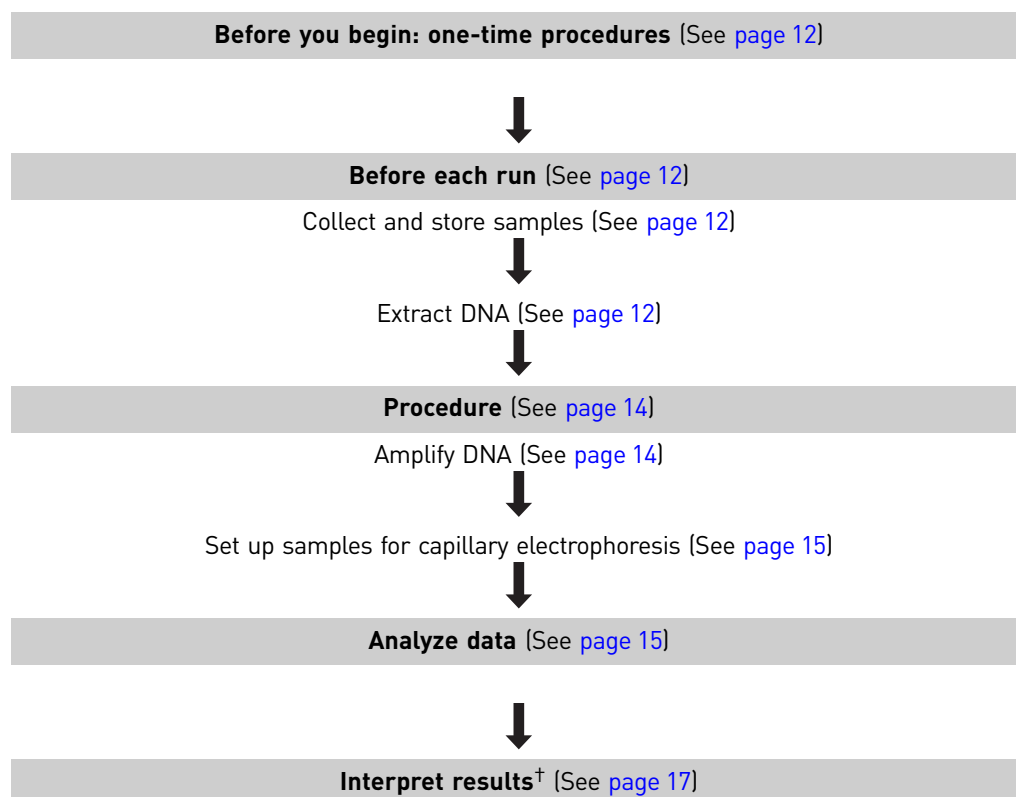 Before you begin: one-time procedures (See page 12)
Before each run (See page 12)
Collect and store samples (See page 12)
Extract DNA (See page 12)
Procedure (See page 14)
Amplify DNA (See page 14)
Set up samples for capillary electrophoresis (See page 15)
Analyze data (See page 15)
Interpret results† (See page 17)